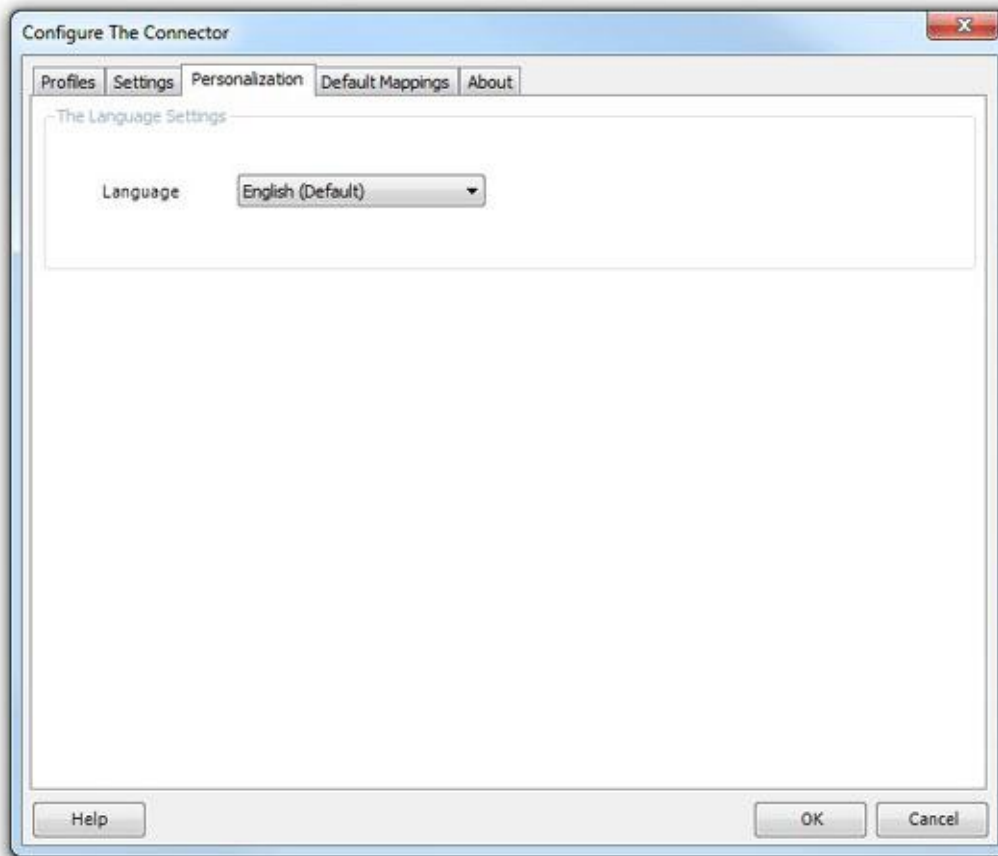 Configure The Connector
Profiles Settings Personalization Default Mappings About
The Language Settings
Language English (Default)
Help OK Cancel